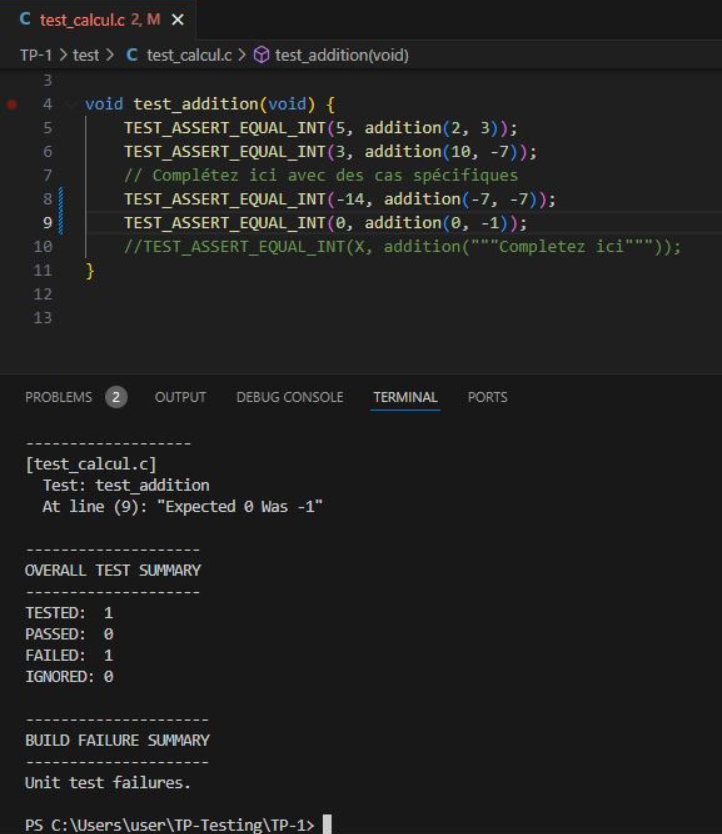 C test_calcul.c 2, M ×
TP-1 > test > C test_calcul.c > test_addition(void)
3
4 void test_addition(void) {
5 TEST_ASSERT_EQUAL_INT(5, addition(2, 3));
6 TEST_ASSERT_EQUAL_INT(3, addition(10, -7));
7 // Complétez ici avec des cas spécifiques
8 TEST_ASSERT_EQUAL_INT(-14, addition(-7, -7));
9 TEST_ASSERT_EQUAL_INT(0, addition(0, -1));
10 //TEST_ASSERT_EQUAL_INT(X, addition("""Completez ici"""));
11 }
12
13
PROBLEMS 2 OUTPUT DEBUG CONSOLE TERMINAL PORTS
-------------------
[test_calcul.c]
Test: test_addition
At line (9): "Expected 0 Was -1"
--------------------
OVERALL TEST SUMMARY
--------------------
TESTED: 1
PASSED: 0
FAILED: 1
IGNORED: 0
---------------------
BUILD FAILURE SUMMARY
---------------------
Unit test failures.
PS C:\Users\user\TP-Testing\TP-1>